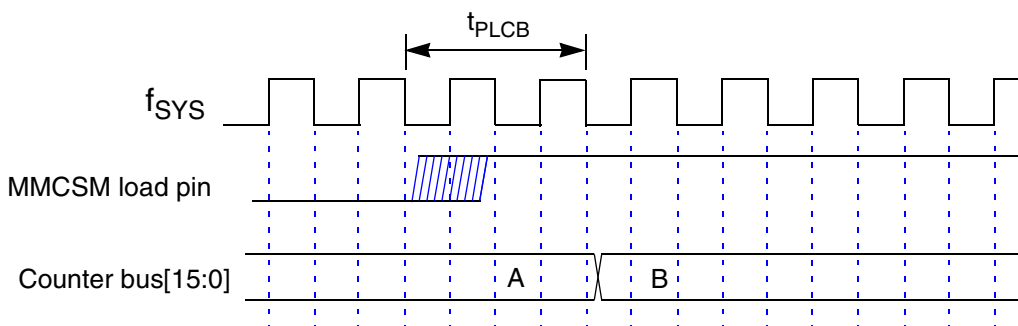 tPLCB
fSYS
MMCSM load pin
Counter bus[15:0]
A
B